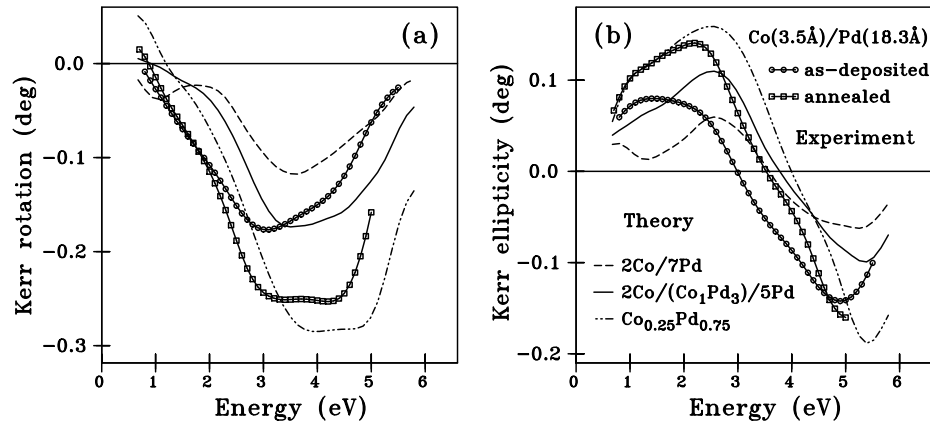 (a)
Kerr rotation (deg)
0.0
-0.1
-0.2
-0.3
0 1 2 3 4 5 6
Energy (eV)
(b)
Co(3.5Å)/Pd(18.3Å)
as-deposited
annealed
Experiment
Kerr ellipticity (deg)
0.1
0.0
-0.1
-0.2
Theory
2Co/7Pd
2Co/(Co₁Pd₃)/5Pd
Co₀.₂₅Pd₀.₇₅
0 1 2 3 4 5 6
Energy (eV)